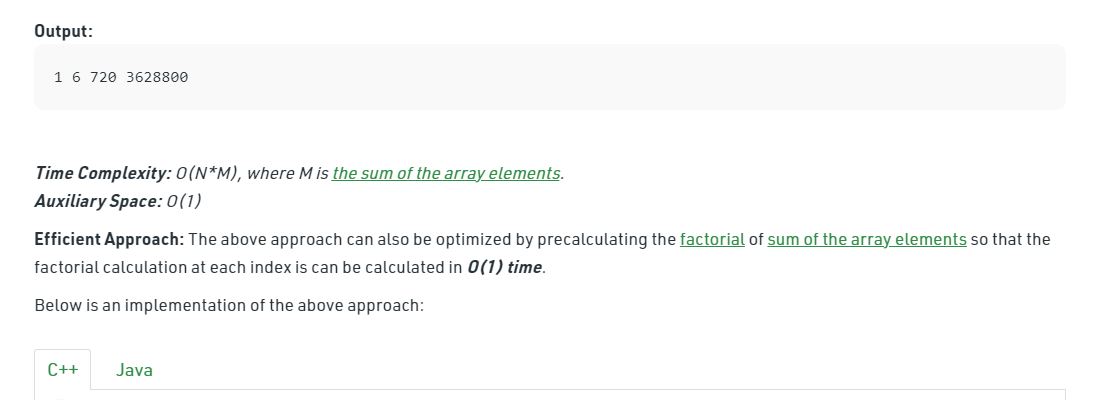 Output:
1 6 720 3628800
Time Complexity: O(N*M), where M is the sum of the array elements.
Auxiliary Space: O(1)
Efficient Approach: The above approach can also be optimized by precalculating the factorial of sum of the array elements so that the
factorial calculation at each index is can be calculated in O(1) time.
Below is an implementation of the above approach:
C++ Java